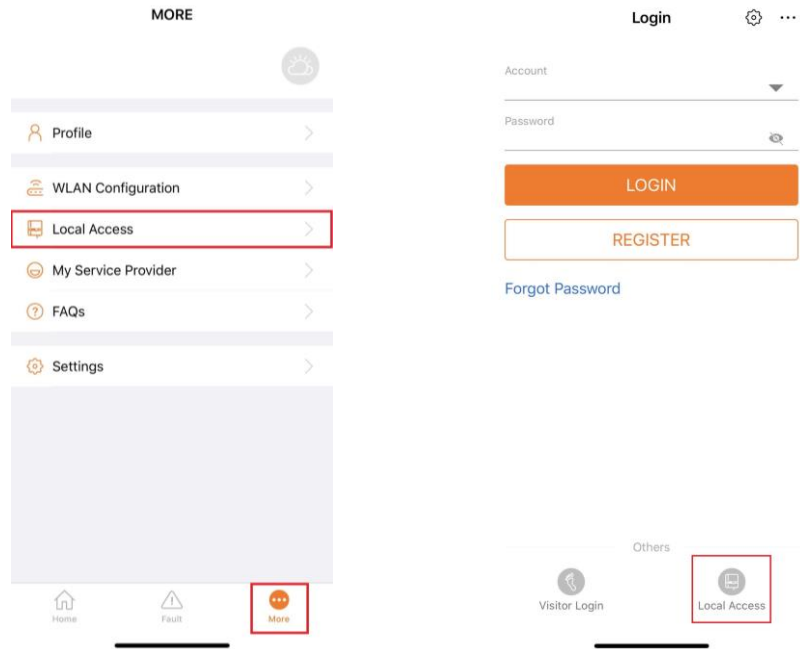 MORE
Profile
WLAN Configuration
Local Access
My Service Provider
FAQs
Settings
Home
Fault
More
Login
Account
Password
LOGIN
REGISTER
Forgot Password
Others
Visitor Login
Local Access